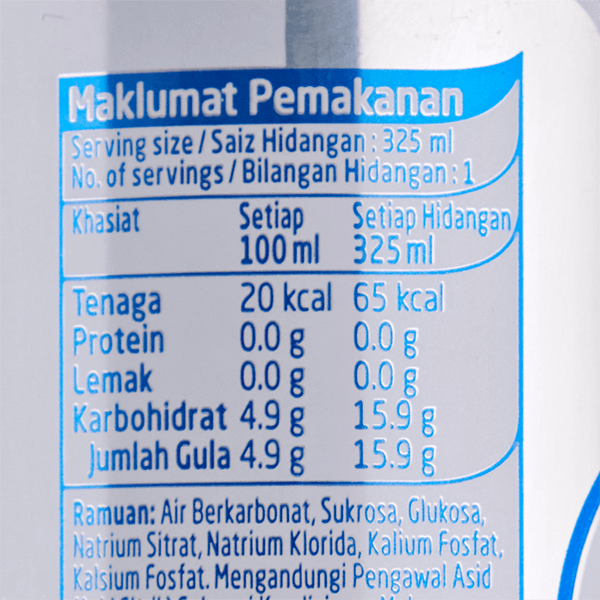 Maklumat Pemakanan
Serving size / Saiz Hidangan : 325 ml
No. of servings / Bilangan Hidangan : 1
Khasiat Setiap 100 ml Setiap Hidangan 325 ml
Tenaga 20 kcal 65 kcal
Protein 0.0 g 0.0 g
Lemak 0.0 g 0.0 g
Karbohidrat 4.9 g 15.9 g
Jumlah Gula 4.9 g 15.9 g
Ramuan: Air Berkarbonat, Sukrosa, Glukosa,
Natrium Sitrat, Natrium Klorida, Kalium Fosfat,
Kalsium Fosfat. Mengandungi Pengawal Asid